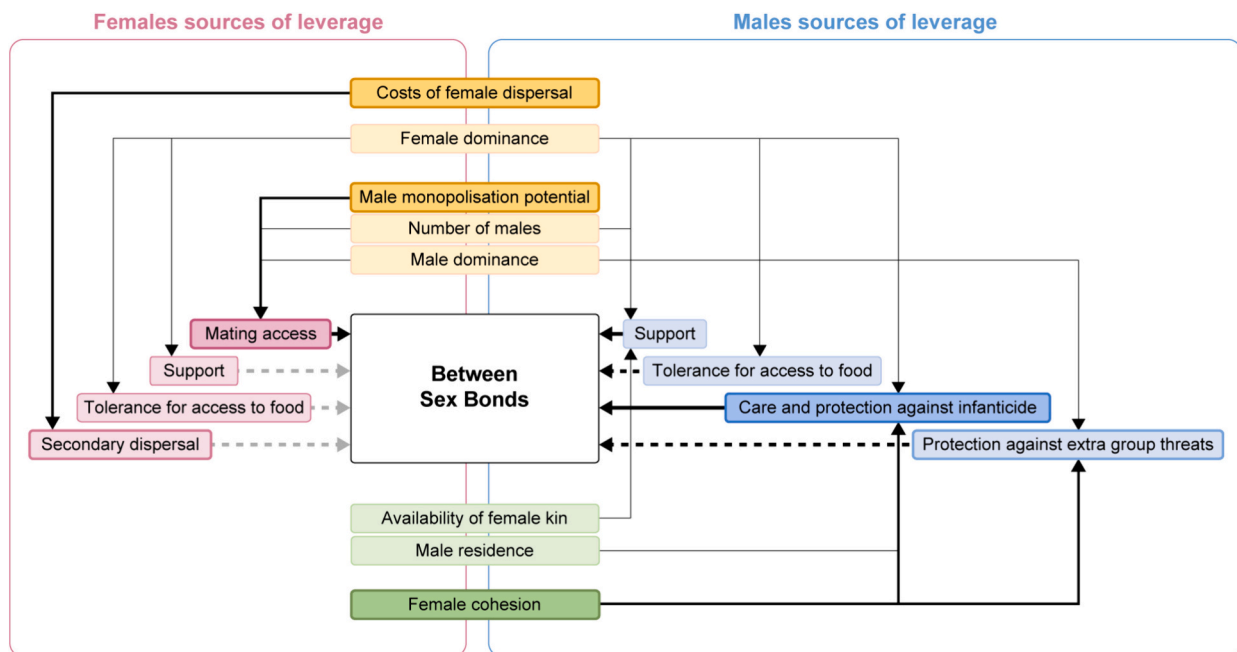 Females sources of leverage
Males sources of leverage
Costs of female dispersal
Female dominance
Male monopolisation potential
Number of males
Male dominance
Mating access
Support
Tolerance for access to food
Secondary dispersal
Between
Sex Bonds
Support
Tolerance for access to food
Care and protection against infanticide
Protection against extra group threats
Availability of female kin
Male residence
Female cohesion